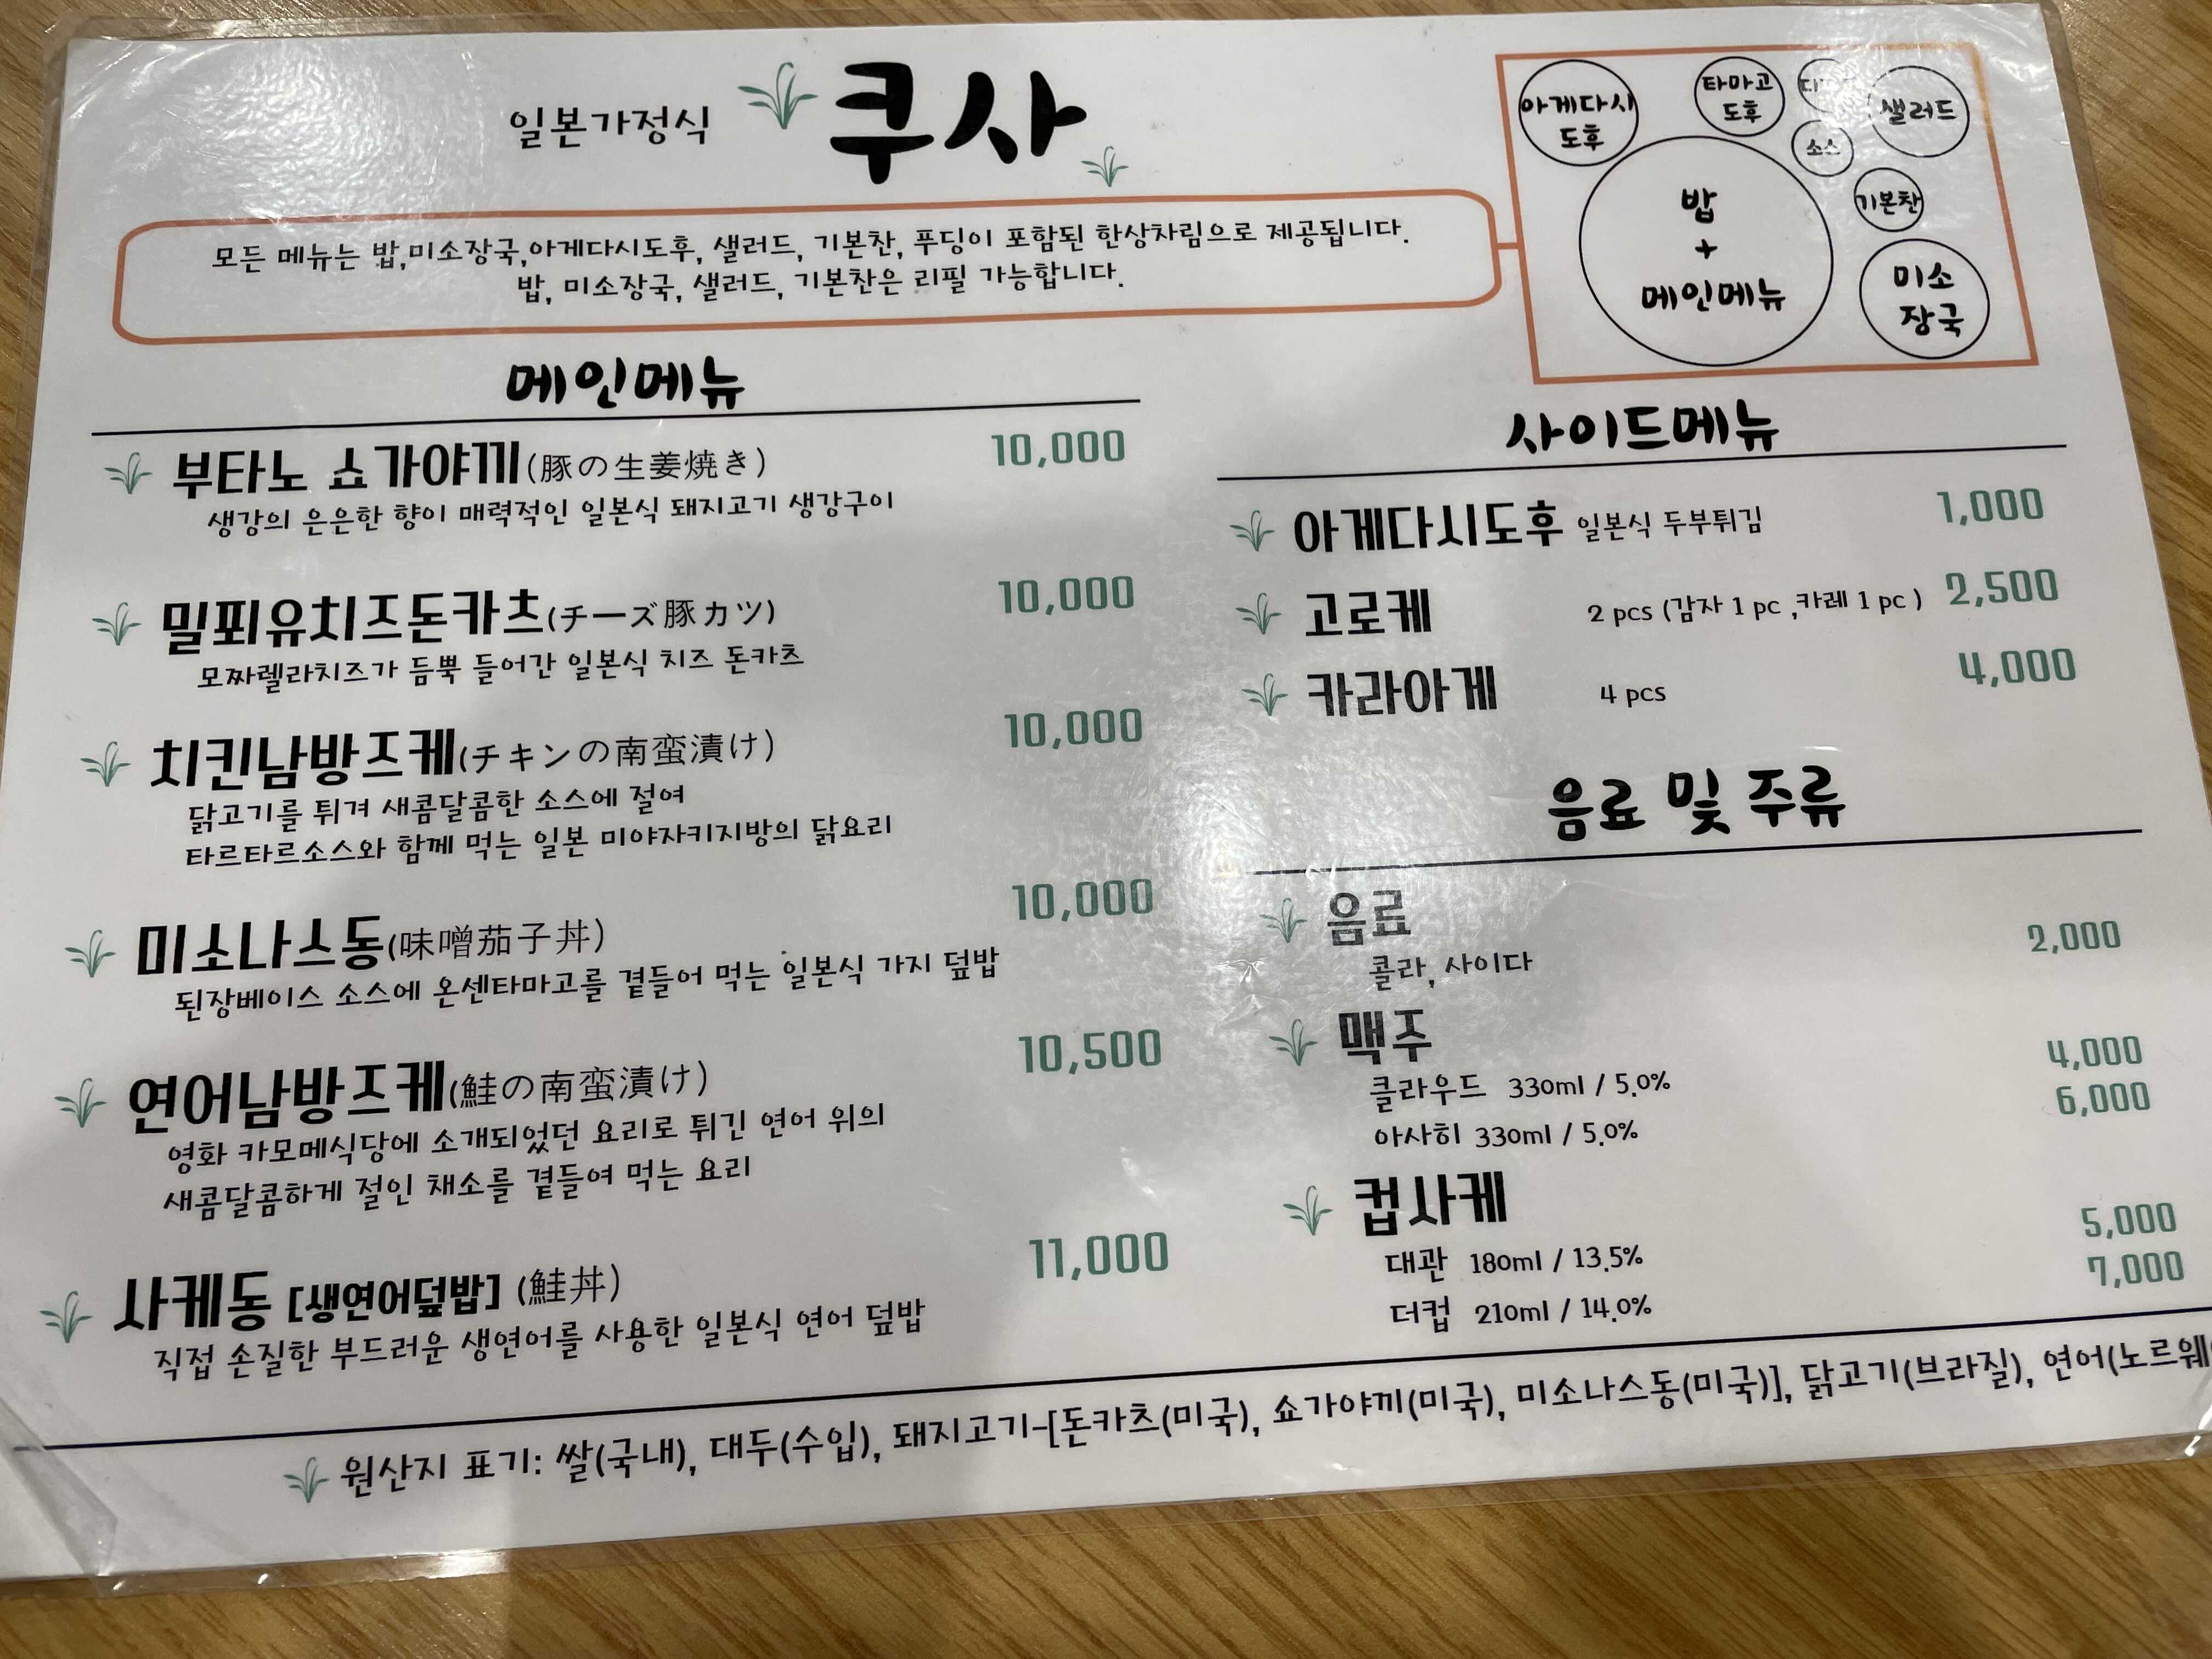 일본가정식 쿠사
모든 메뉴는 밥,미소장국,아게다시도후, 샐러드, 기본찬, 푸딩이 포함된 한상차림으로 제공됩니다.
밥, 미소장국, 샐러드, 기본찬은 리필 가능합니다.
아게다시
도후
타마고
도후
소스
샐러드
기본찬
밥
+
메인메뉴
미소
장국
메인메뉴
부타노 쇼가야끼(豚の生姜焼き) 10,000
생강의 은은한 향이 매력적인 일본식 돼지고기 생강구이
밀푀유치즈돈카츠(チーズ豚カツ) 10,000
모짜렐라치즈가 듬뿍 들어간 일본식 치즈 돈카츠
치킨남방즈케(チキンの南蛮漬け) 10,000
닭고기를 튀겨 새콤달콤한 소스에 절여
타르타르소스와 함께 먹는 일본 미야자키지방의 닭요리
미소나스동(味噌茄子丼) 10,000
된장베이스 소스에 온센타마고를 곁들어 먹는 일본식 가지 덮밥
연어남방즈케(鮭の南蛮漬け) 10,500
영화 카모메식당에 소개되었던 요리로 튀긴 연어 위의
새콤달콤하게 절인 채소를 곁들여 먹는 요리
사케동 [생연어덮밥] (鮭丼) 11,000
직접 손질한 부드러운 생연어를 사용한 일본식 연어 덮밥
사이드메뉴
아게다시도후 일본식 두부튀김 1,000
고로케 2 pcs (감자 1 pc ,카레 1 pc ) 2,500
카라아게 4 pcs 4,000
음료 및 주류
음료
콜라, 사이다 2,000
맥주
클라우드 330ml / 5.0% 4,000
아사히 330ml / 5.0% 6,000
컵사케
대관 180ml / 13.5% 5,000
더컵 210ml / 14.0% 7,000
원산지 표기: 쌀(국내), 대두(수입), 돼지고기-[돈카츠(미국), 쇼가야끼(미국), 미소나스동(미국)], 닭고기(브라질), 연어(노르웨